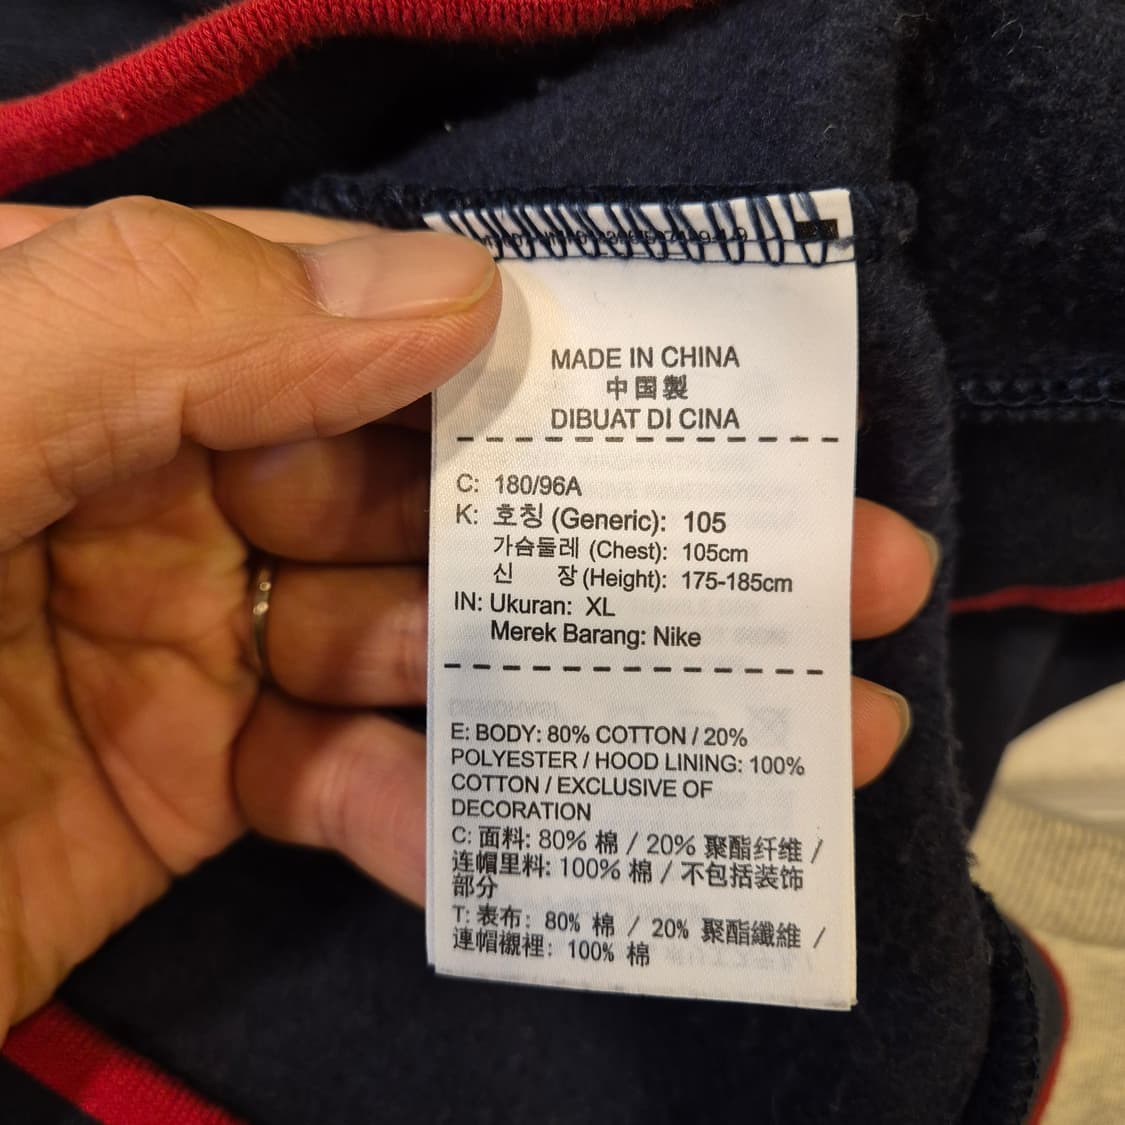 MADE IN CHINA
中国製
DIBUAT DI CINA
C: 180/96A
K: 호칭 (Generic): 105
가슴둘레 (Chest): 105cm
신 장 (Height): 175-185cm
IN: Ukuran: XL
Merek Barang: Nike
E: BODY: 80% COTTON / 20%
POLYESTER / HOOD LINING: 100%
COTTON / EXCLUSIVE OF
DECORATION
C: 面料: 80% 棉 / 20% 聚酯纤维 /
连帽里料: 100% 棉 / 不包括装饰
部分
T: 表布: 80% 棉 / 20% 聚酯纖維 /
連帽襯裡: 100% 棉